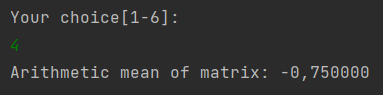 Your choice[1-6]:
4
Arithmetic mean of matrix: -0,750000